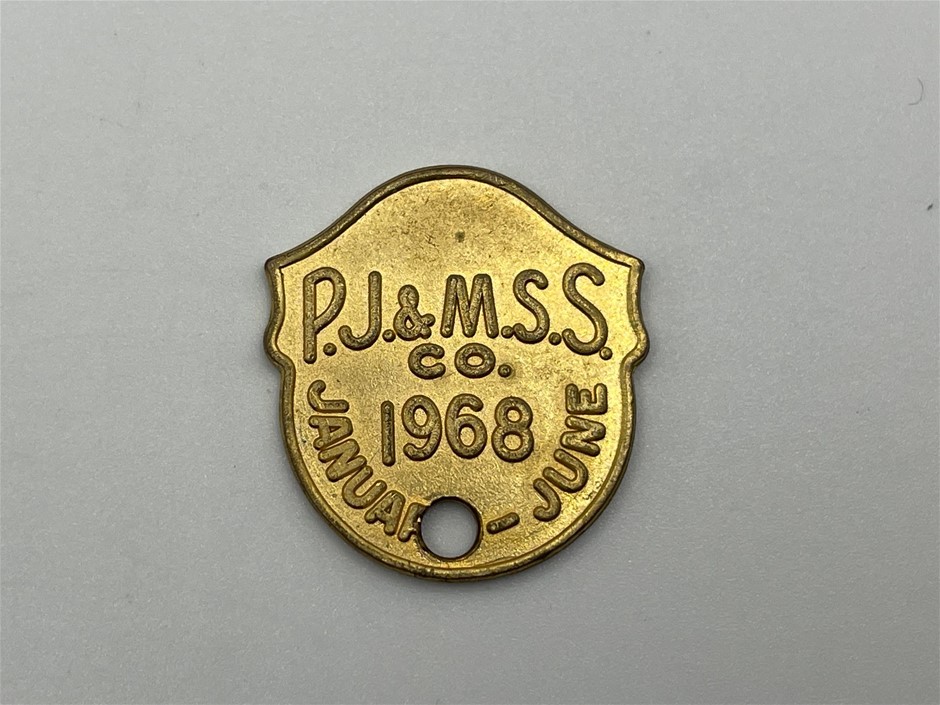 P.J.&M.S.S.
CO.
1968
JANUAR - JUNE